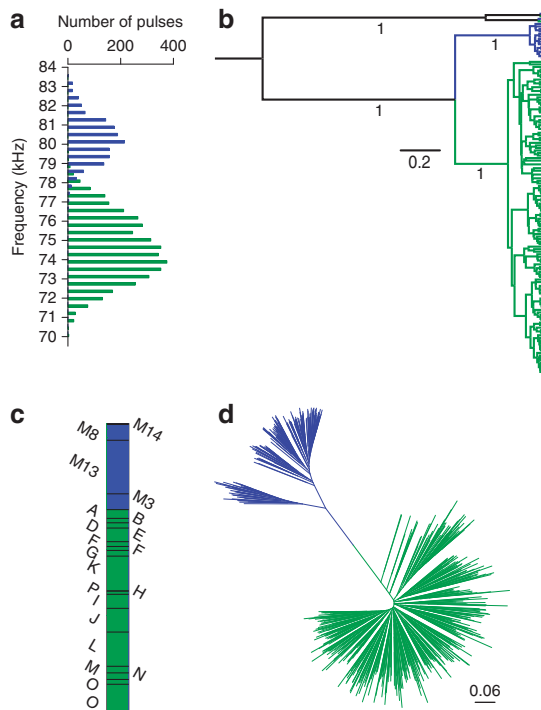 a
Number of pulses
0 200 400
Frequency (kHz)
84
83
82
81
80
79
78
77
76
75
74
73
72
71
70
b
1
1
1
1
0.2
c
M8
M14
M13
M3
A
B
D
E
F
F
G
K
P
H
I
J
L
M
N
O
O
d
0.06